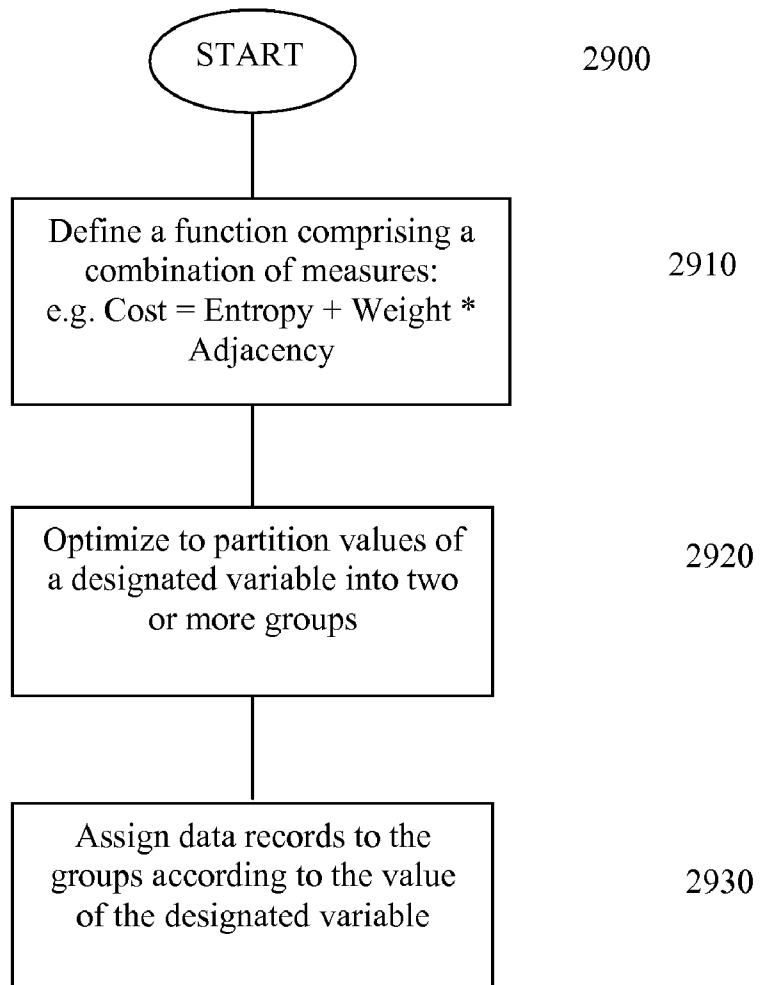 START
2900
Define a function comprising a
combination of measures:
e.g. Cost = Entropy + Weight *
Adjacency
2910
Optimize to partition values of
a designated variable into two
or more groups
2920
Assign data records to the
groups according to the value
of the designated variable
2930